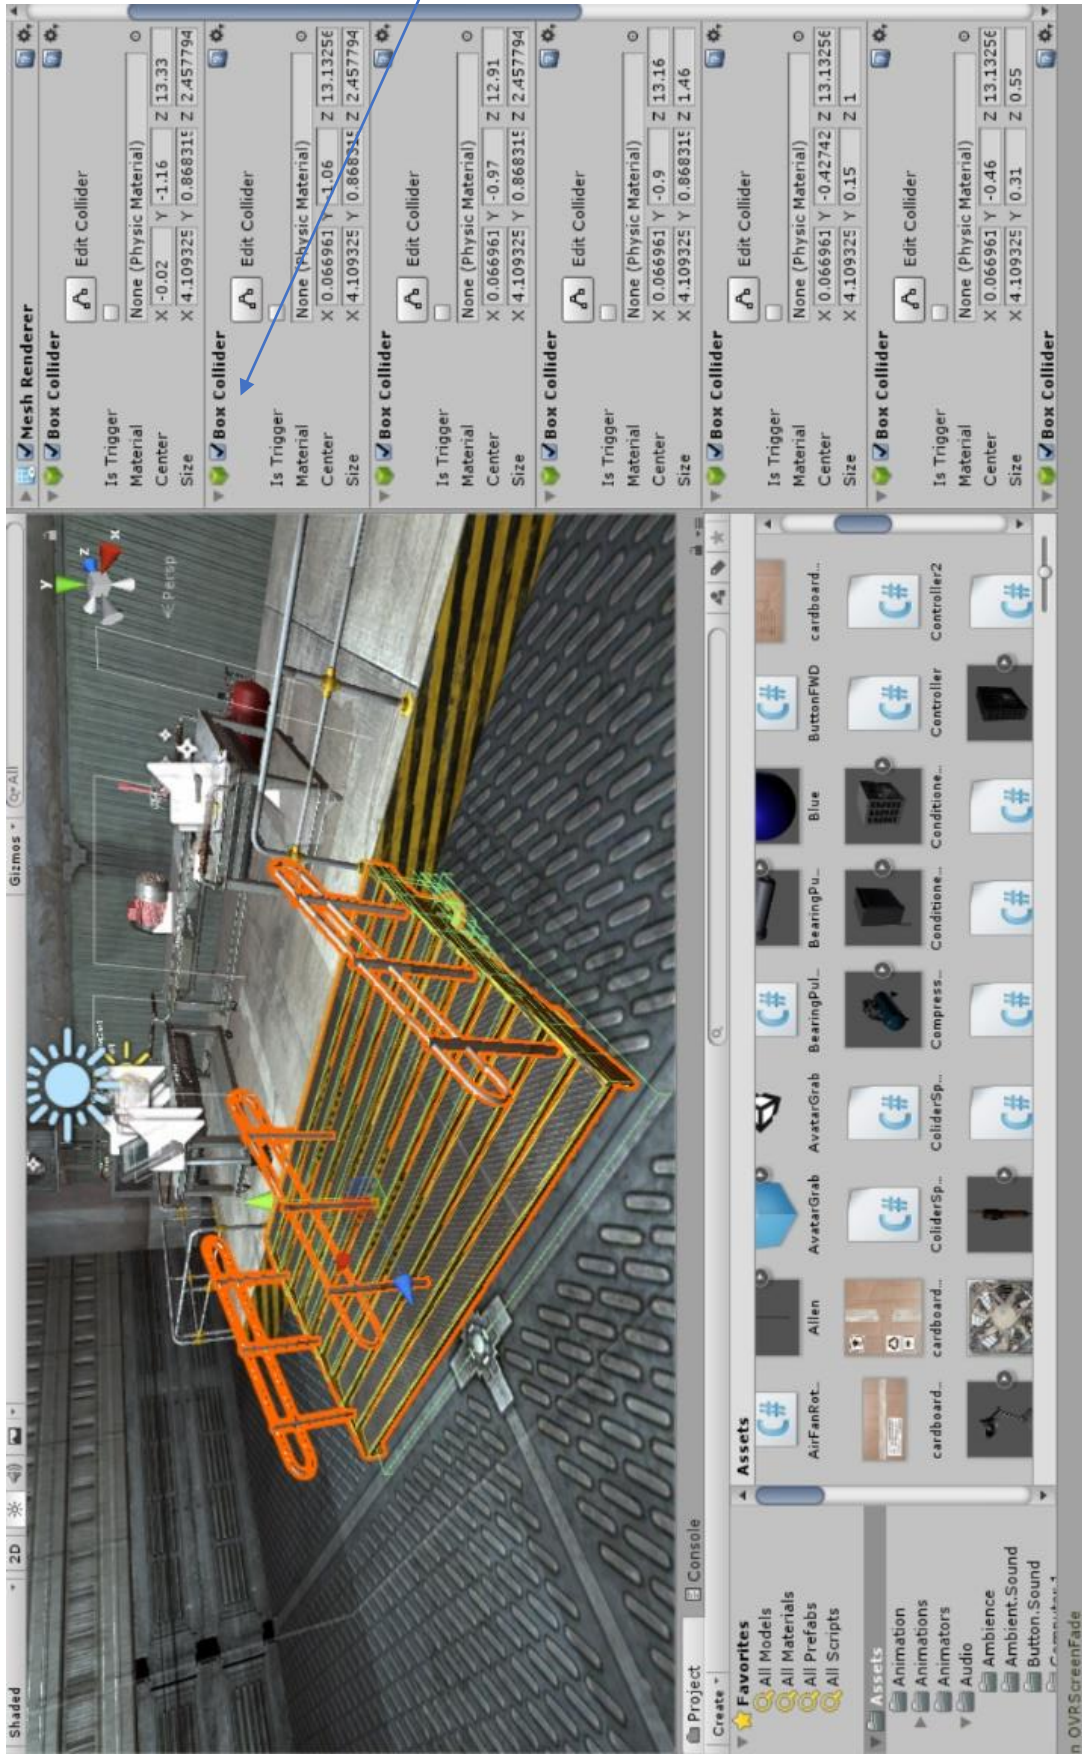 Shaded
2D
Gizmos
All
y
z
x
Persp
Mesh Renderer
Box Collider
Edit Collider
Is Trigger
Material None (Physic Material)
Center X -0.02 Y -1.16 Z 13.33
Size X 4.109325 Y 0.868315 Z 2.457794
Box Collider
Edit Collider
Is Trigger
Material None (Physic Material)
Center X 0.066961 Y -1.06 Z 13.13256
Size X 4.109325 Y 0.868315 Z 2.457794
Box Collider
Edit Collider
Is Trigger
Material None (Physic Material)
Center X 0.066961 Y -0.97 Z 12.91
Size X 4.109325 Y 0.868315 Z 2.457794
Box Collider
Edit Collider
Is Trigger
Material None (Physic Material)
Center X 0.066961 Y -0.9 Z 13.16
Size X 4.109325 Y 0.868315 Z 1.46
Box Collider
Edit Collider
Is Trigger
Material None (Physic Material)
Center X 0.066961 Y -0.42742 Z 13.13256
Size X 4.109325 Y 0.15 Z 1
Box Collider
Edit Collider
Is Trigger
Material None (Physic Material)
Center X 0.066961 Y -0.46 Z 13.13256
Size X 4.109325 Y 0.31 Z 0.55
Box Collider
Project
Console
Create
Favorites
All Models
All Materials
All Prefabs
All Scripts
Assets
Animation
Animations
Animators
Audio
Ambience
Ambient.Sound
Button.Sound
Assets
C# C# C#
AirFanRot... Allen AvatarGrab AvatarGrab BearingPul... BearingPu... Blue ButtonFWD cardboard...
C# C# C# C#
cardboard... cardboard... ColiderSp... ColiderSp... Compress... Conditione... Conditione... Controller Controller2
C# C# C# C# C#
n OVRScreenFade